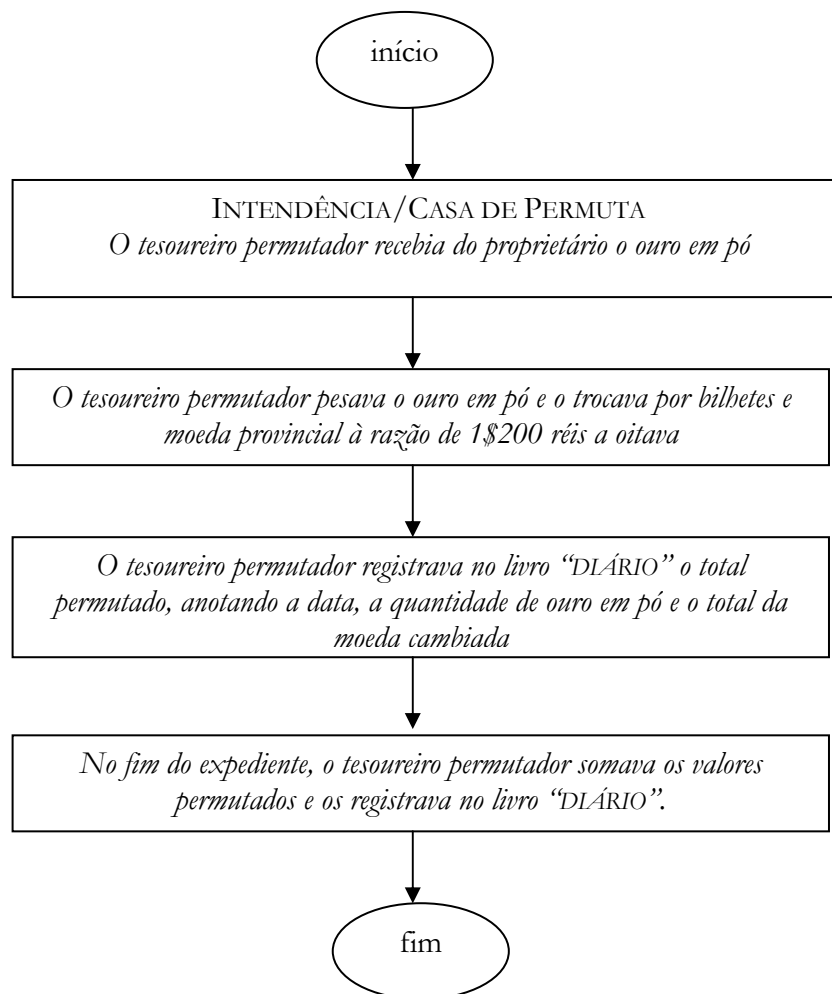 início
INTENDÊNCIA/CASA DE PERMUTA
O tesoureiro permutador recebia do proprietário o ouro em pó
O tesoureiro permutador pesava o ouro em pó e o trocava por bilhetes e
moeda provincial à razão de 1$200 réis a oitava
O tesoureiro permutador registrava no livro “DIÁRIO” o total
permutado, anotando a data, a quantidade de ouro em pó e o total da
moeda cambiada
No fim do expediente, o tesoureiro permutador somava os valores
permutados e os registrava no livro “DIÁRIO”.
fim